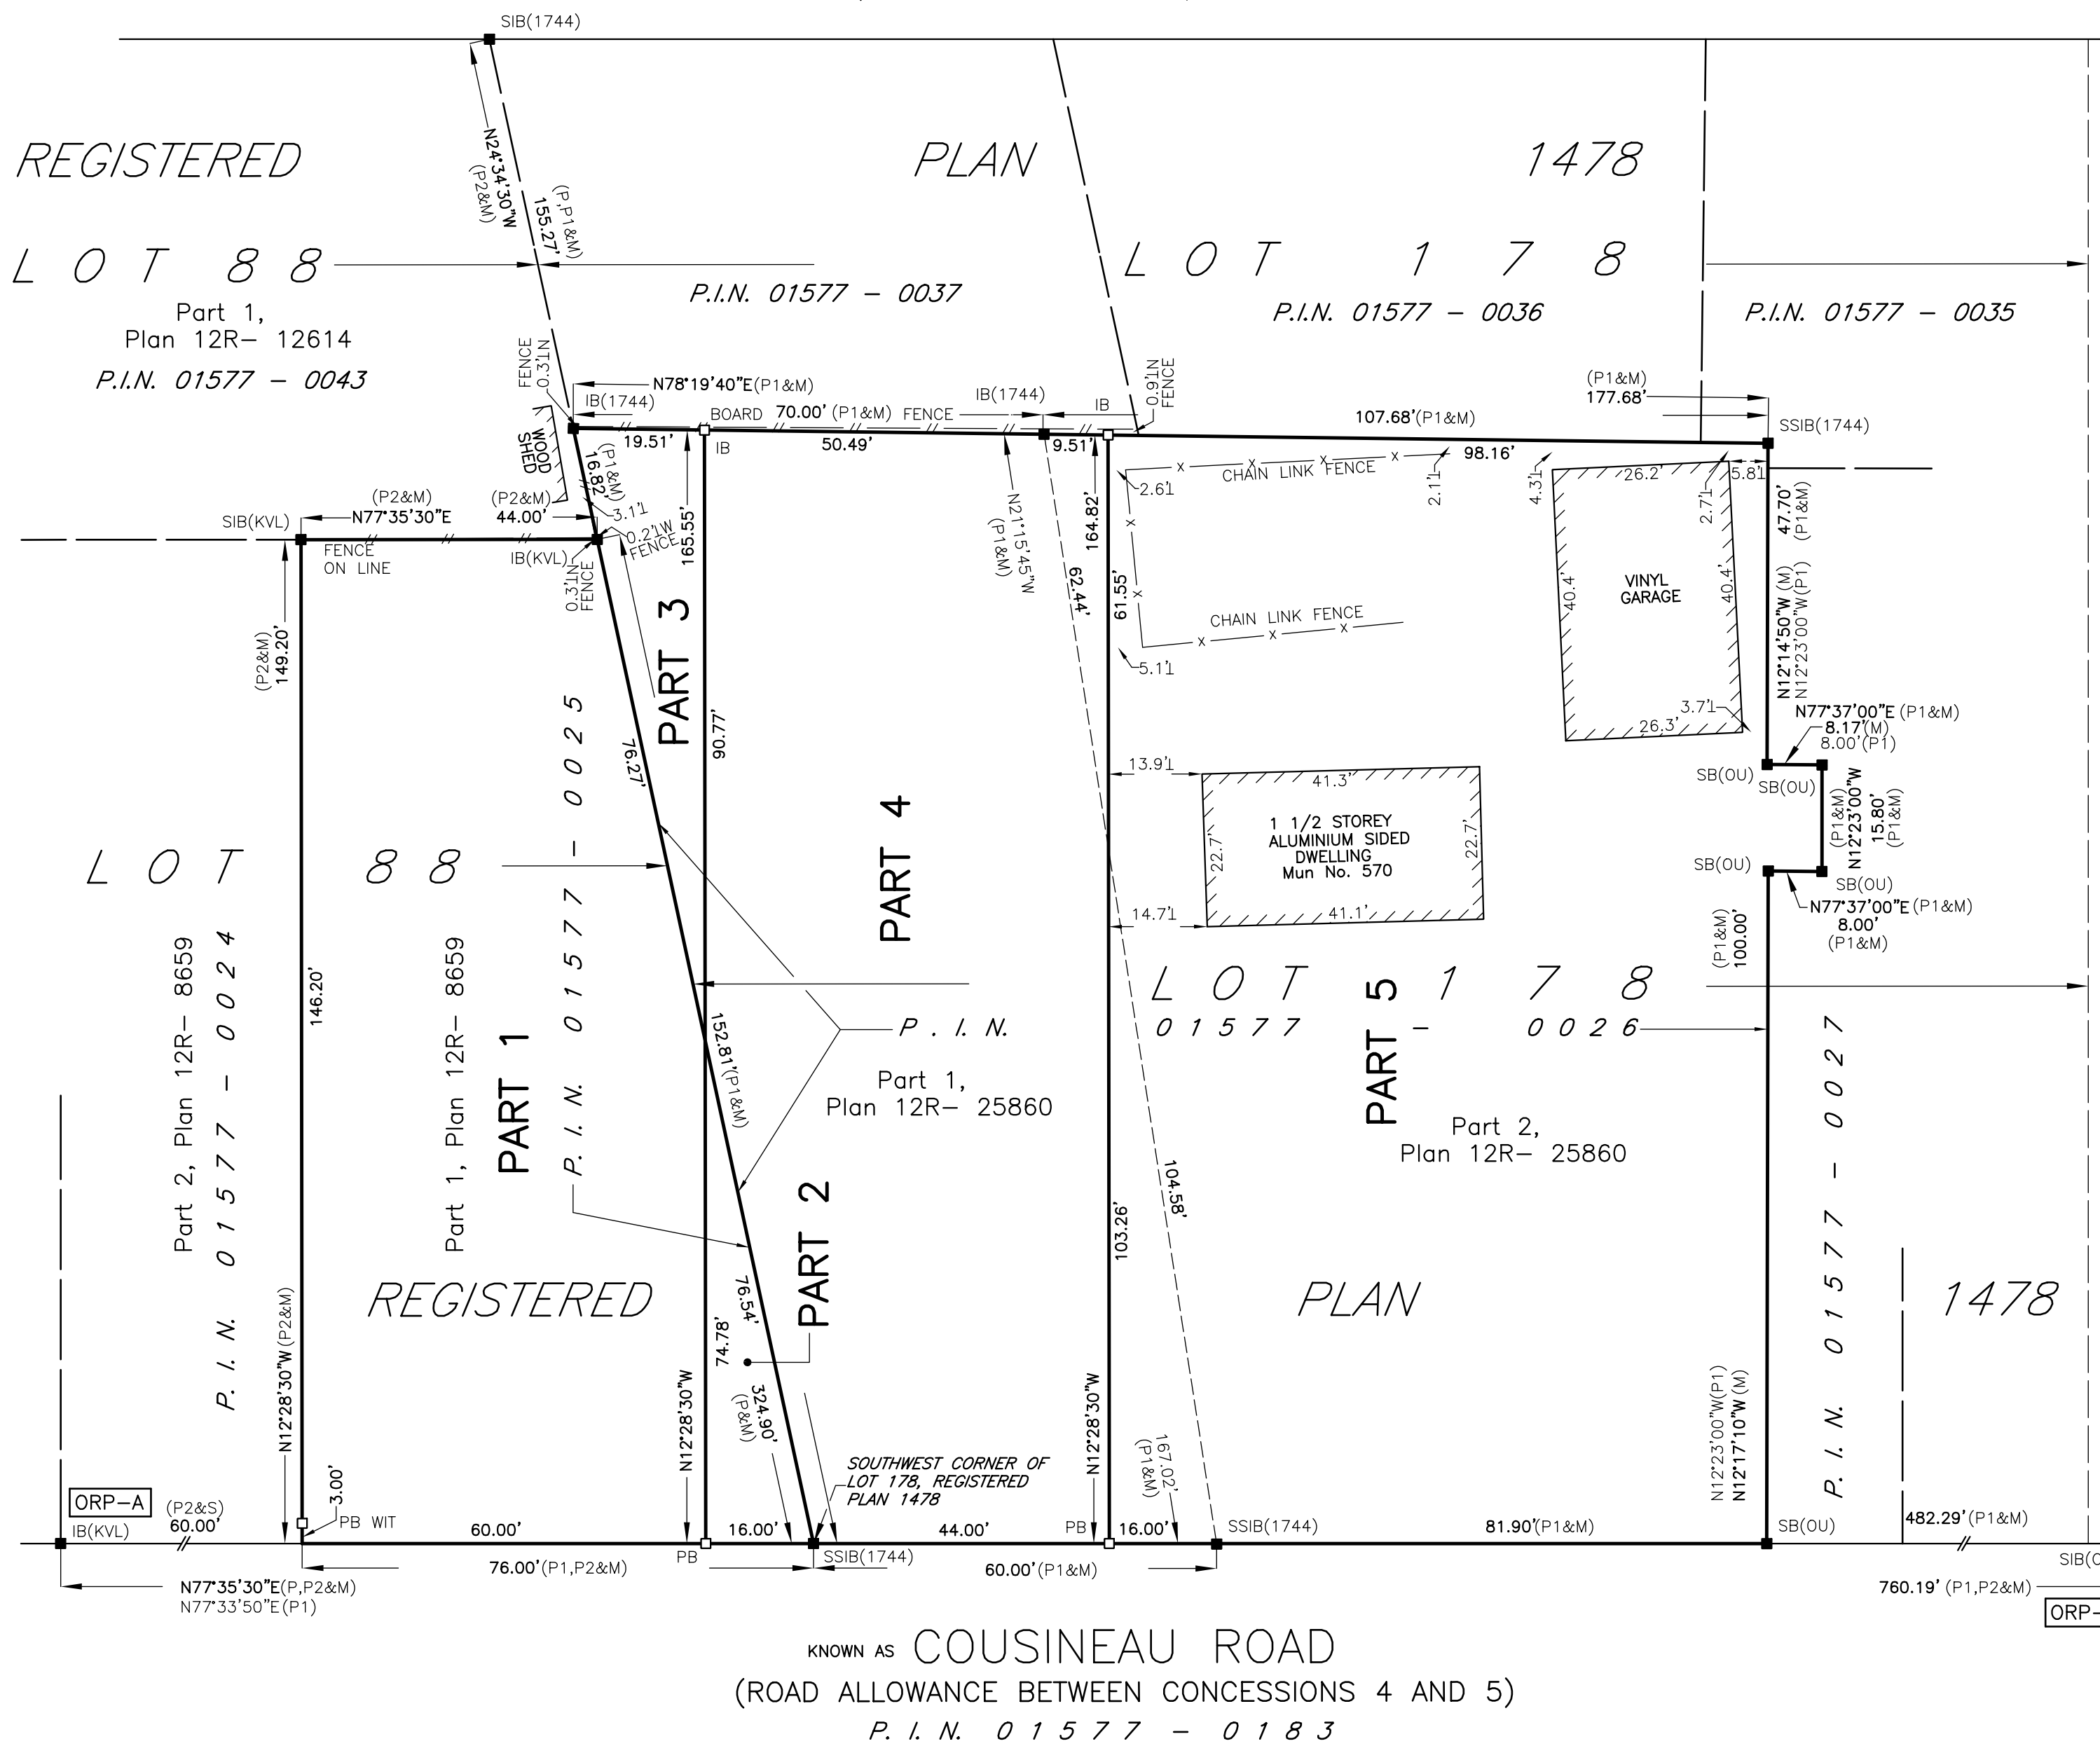 SIB(1744)
REGISTERED PLAN 1478
N24°34'30"W
(P2&M)
155.27'
(P,P1&M)
LOT 88
LOT 178
Part 1,
Plan 12R- 12614
P.I.N. 01577 - 0043
P.I.N. 01577 - 0037
P.I.N. 01577 - 0036
P.I.N. 01577 - 0035
FENCE
0.3'1N
N78°19'40"E(P1&M)
IB(1744)
BOARD 70.00' (P1&M) FENCE
IB(1744)
IB
0.9'1N
FENCE
(P1&M)
177.68'
107.68'(P1&M)
SSIB(1744)
19.51'
IB
50.49'
9.51'
98.16'
WOOD
SHED
16.82'
(P1&M)
3.1'1
0.2'1W
FENCE
165.55'
N21°15'45"W
(P1&M)
62.44'
164.82'
61.55'
2.6'1
CHAIN LINK FENCE
2.1'1
4.3'1
26.2'
2.7'1
5.8'1
47.70'
(P1&M)
SIB(KVL)
(P2&M)
N77°35'30"E
(P2&M)
44.00'
FENCE
ON LINE
IB(KVL)
0.3'1N
FENCE
(P2&M)
149.20'
PART 3
CHAIN LINK FENCE
5.1'1
40.4'
VINYL
GARAGE
40.4'
3.7'1
26.3'
N12°14'50"W (M)
N12°23'00"W(P1)
N77°37'00"E (P1&M)
8.17'(M)
8.00'(P1)
76.27'
90.77'
13.9'1
41.3'
22.7'
1 1/2 STOREY
ALUMINIUM SIDED
DWELLING
Mun No. 570
22.7'
14.7'1
41.1'
SB(OU)
SB(OU)
(P1&M)
N12°23'00"W
15.80'
(P1&M)
SB(OU)
SB(OU)
N77°37'00"E(P1&M)
8.00'
(P1&M)
(P1&M)
100.00'
LOT 88
PART 4
146.20'
Part 2, Plan 12R- 8659
P.I.N. 01577 - 0024
Part 1, Plan 12R- 8659
PART 1
P.I.N. 01577 - 0025
152.81'(P1&M)
LOT 178
P.I.N.
01577 - 0026
PART 5
Part 1,
Plan 12R- 25860
Part 2,
Plan 12R- 25860
P.I.N. 01577 - 0027
104.58'
103.26'
PART 2
REGISTERED PLAN 1478
76.54'
74.78'
324.90'
(P&M)
N12°28'30"W(P2&M)
N12°28'30"W
N12°28'30"W
167.02'
(P1&M)
N12°23'00"W(P1)
N12°17'10"W(M)
SOUTHWEST CORNER OF
LOT 178, REGISTERED
PLAN 1478
ORP-A
IB(KVL)
(P2&S)
60.00'
3.00'
PB WIT
60.00'
16.00'
44.00'
PB
16.00'
SSIB(1744)
81.90'(P1&M)
SB(OU)
482.29'(P1&M)
PB
SSIB(1744)
76.00'(P1,P2&M)
60.00'(P1&M)
N77°35'30"E(P,P2&M)
N77°33'50"E(P1)
760.19' (P1,P2&M)
KNOWN AS COUSINEAU ROAD
(ROAD ALLOWANCE BETWEEN CONCESSIONS 4 AND 5)
P.I.N. 01577 - 0183